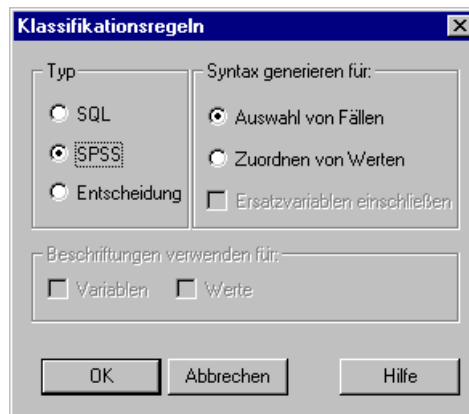 Klassifikationsregeln
Typ
SQL
SPSS
Entscheidung
Syntax generieren für:
Auswahl von Fällen
Zuordnen von Werten
Ersatzvariablen einschließen
Beschriftungen verwenden für:
Variablen Werte
OK Abbrechen Hilfe